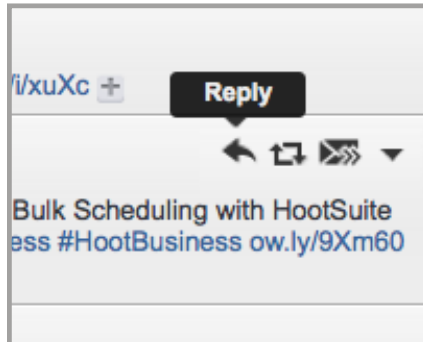 /i/xuXc +
Reply
Bulk Scheduling with HootSuite
ess #HootBusiness ow.ly/9Xm60